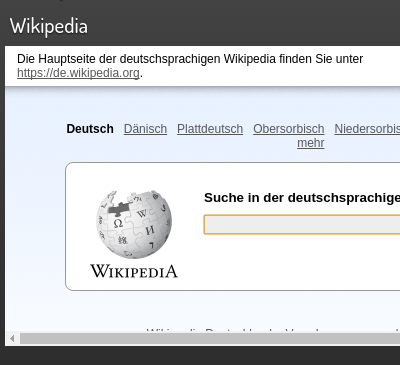 Wikipedia
Die Hauptseite der deutschsprachigen Wikipedia finden Sie unter
https://de.wikipedia.org.
Deutsch Dänisch Plattdeutsch Obersorbisch Niedersorbis
mehr
Suche in der deutschsprachige
WIKIPEDIA